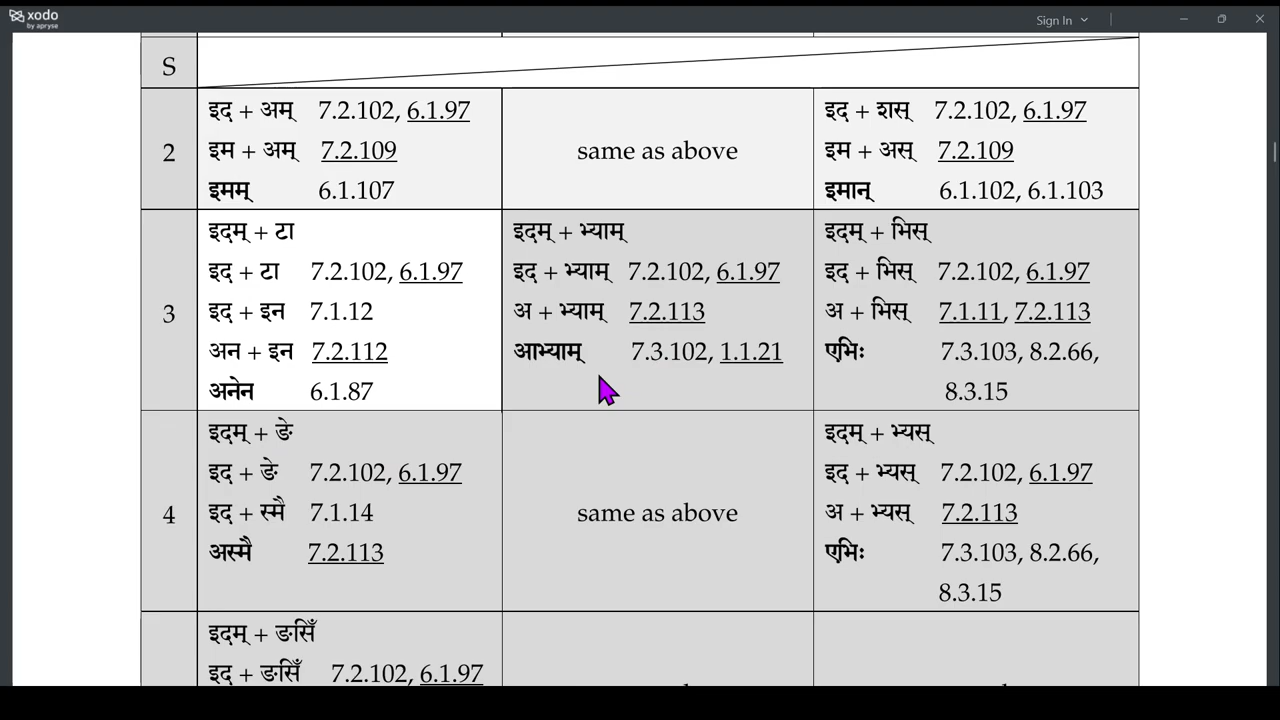 xodo
by apryse
Sign In
S
2
इद + अम् 7.2.102, 6.1.97
इम + अम् 7.2.109
इमम् 6.1.107
same as above
इद + शस् 7.2.102, 6.1.97
इम + अस् 7.2.109
इमान् 6.1.102, 6.1.103
3
इदम् + टा
इद + टा 7.2.102, 6.1.97
इद + इन 7.1.12
अन + इन 7.2.112
अनेन 6.1.87
इदम् + भ्याम्
इद + भ्याम् 7.2.102, 6.1.97
अ + भ्याम् 7.2.113
आभ्याम् 7.3.102, 1.1.21
इदम् + भिस्
इद + भिस् 7.2.102, 6.1.97
अ + भिस् 7.1.11, 7.2.113
एभिः 7.3.103, 8.2.66,
8.3.15
4
इदम् + ङे
इद + ङे 7.2.102, 6.1.97
इद + स्मै 7.1.14
अस्मै 7.2.113
same as above
इदम् + भ्यस्
इद + भ्यस् 7.2.102, 6.1.97
अ + भ्यस् 7.2.113
एभिः 7.3.103, 8.2.66,
8.3.15
इदम् + ङसिँ
इद + ङसिँ 7.2.102, 6.1.97